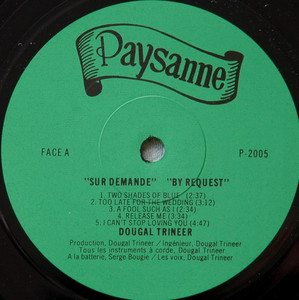 Paysanne
FACE A
P-2005
"SUR DEMANDE" "BY REQUEST"
1. TWO SHADES OF BLUE (2:37)
2. TOO LATE FOR THE WEDDING (3.12)
3. A FOOL SUCH AS I (2:34)
4. RELEASE ME (3:34)
5. I CAN'T STOP LOVING YOU (4:47)
DOUGAL TRINEER
Production, Dougal Trineer / Ingénieur, Dougal Trineer
Tous les instruments à corde, Dougal Trineer
A la batterie, Serge Bougie / Les voix, Dougal Trineer